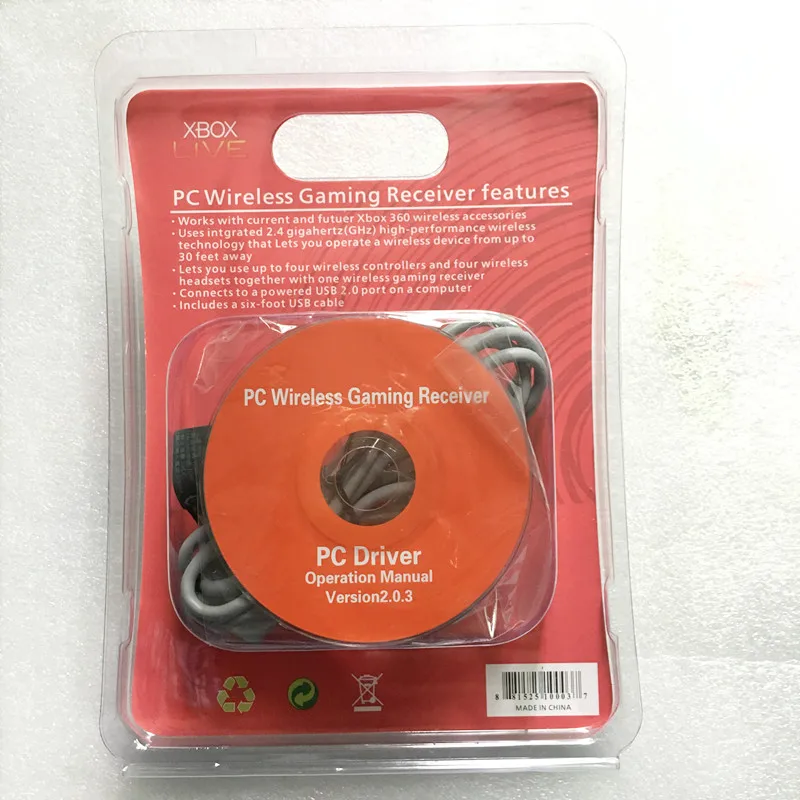 XBOX
LIVE
PC Wireless Gaming Receiver features
• Works with current and futuer Xbox 360 wireless accessories
• Uses intgrated 2.4 gigahertz(GHz) high-performance wireless
technology that Lets you operate a wireless device from up to
30 feet away
• Lets you use up to four wireless controllers and four wireless
headsets together with one wireless gaming receiver
• Connects to a powered USB 2.0 port on a computer
• Includes a six-foot USB cable
PC Wireless Gaming Receiver
PC Driver
Operation Manual
Version2.0.3
8 81525 10003 7
MADE IN CHINA